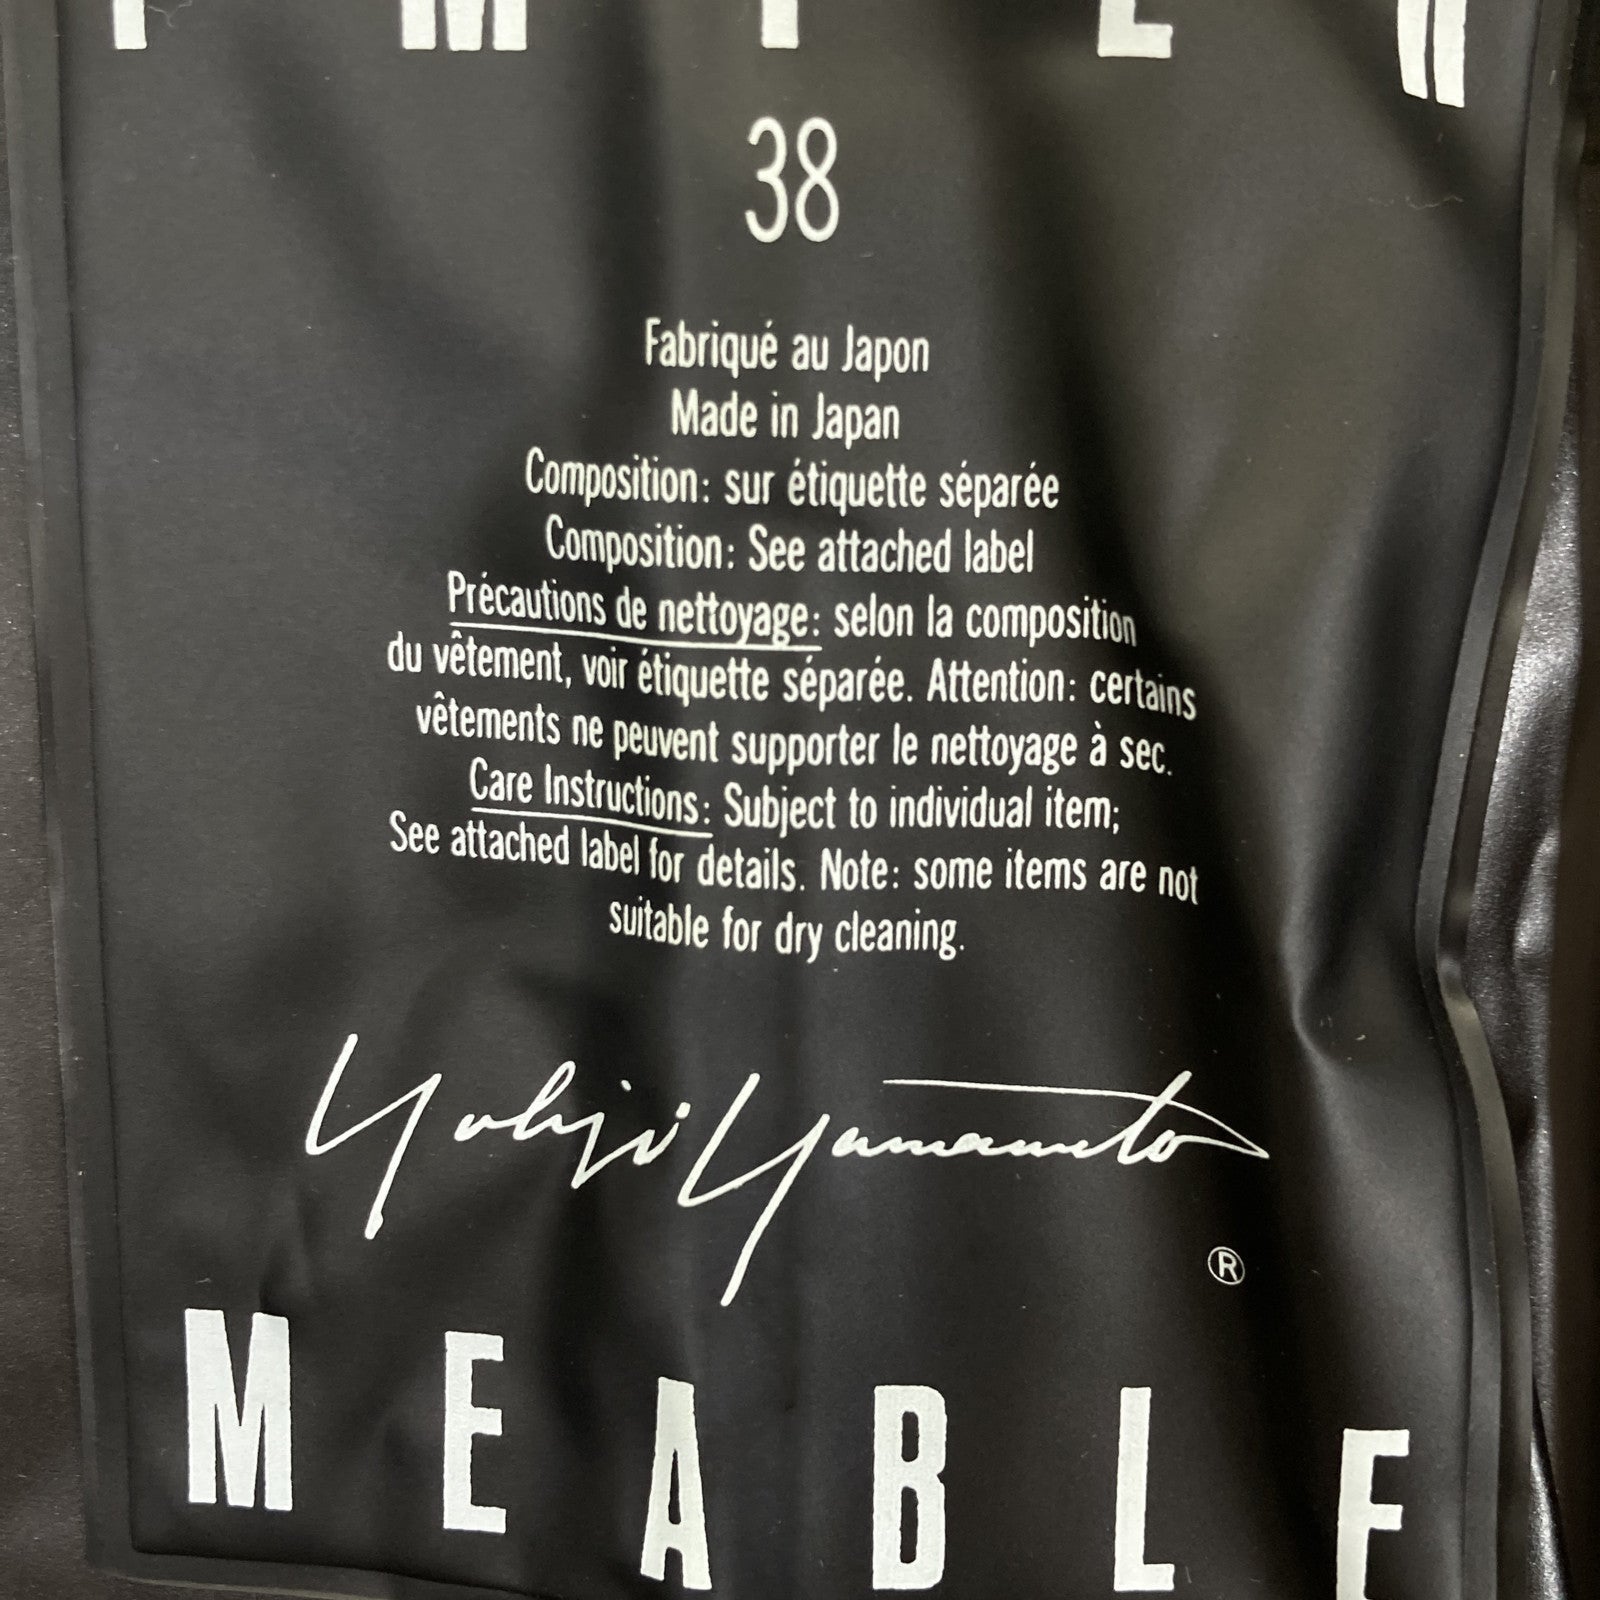 IMPER
38
Fabriqué au Japon
Made in Japan
Composition: sur étiquette séparée
Composition: See attached label
Précautions de nettoyage: selon la composition
du vêtement, voir étiquette séparée. Attention: certains
vêtements ne peuvent supporter le nettoyage à sec.
Care Instructions: Subject to individual item;
See attached label for details. Note: some items are not
suitable for dry cleaning.
Yohji Yamamoto
®
MEABLE